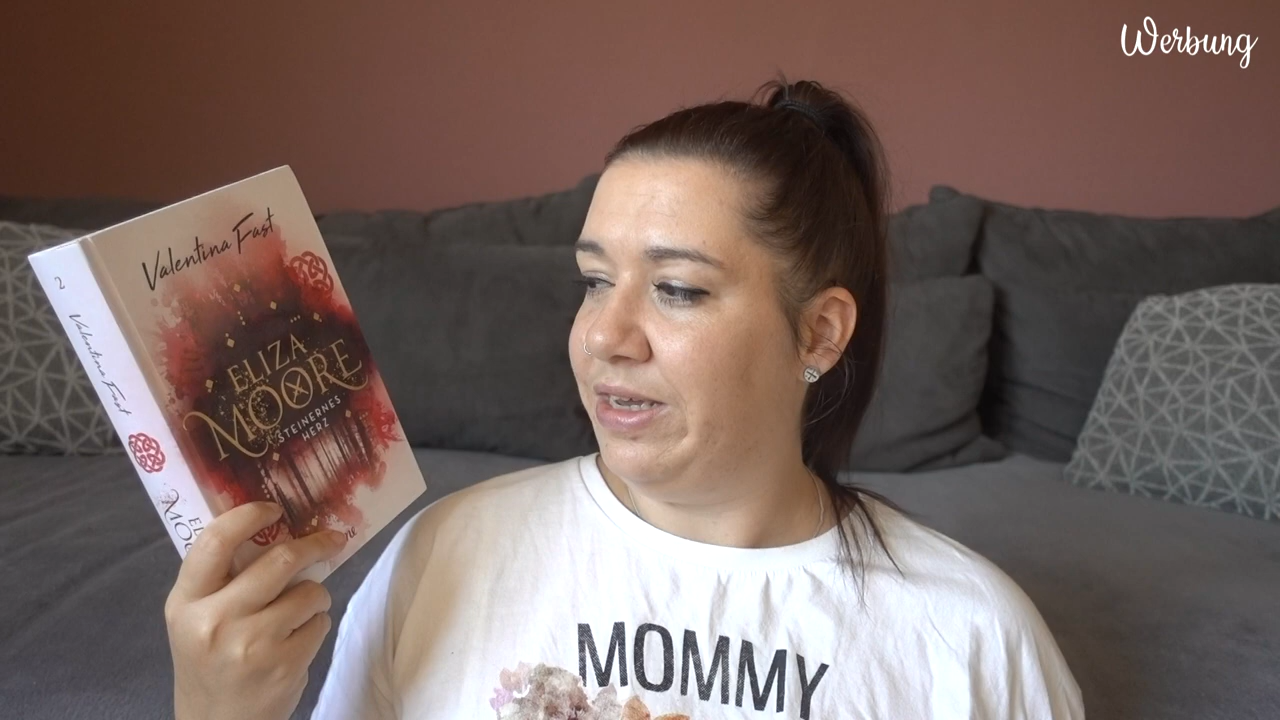 Werbung
Valentina Fast
ELIZA
MOORE
STEINERNES
HERZ
2
Valentina Fast
MOMMY